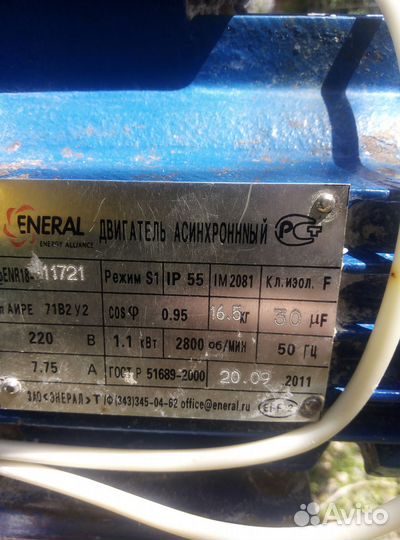 ENERAL
ENERGY ALLIANCE
ДВИГАТЕЛЬ АСИНХРОННЫЙ
РСТ
11721 Режим S1 IP 55 IM 2081 Кл.изол. F
АИРЕ 71В2У2 cos φ 0.95 16.5 кг 30 μF
220 В 1.1 кВт 2800 об/мин 50 ГЦ
7.75 А ГОСТ Р 51689-2000 20.09.2011
ЗАО <ЭНЕРАЛ> Т/Ф(343)345-04-62 office@eneral.ru
Avito